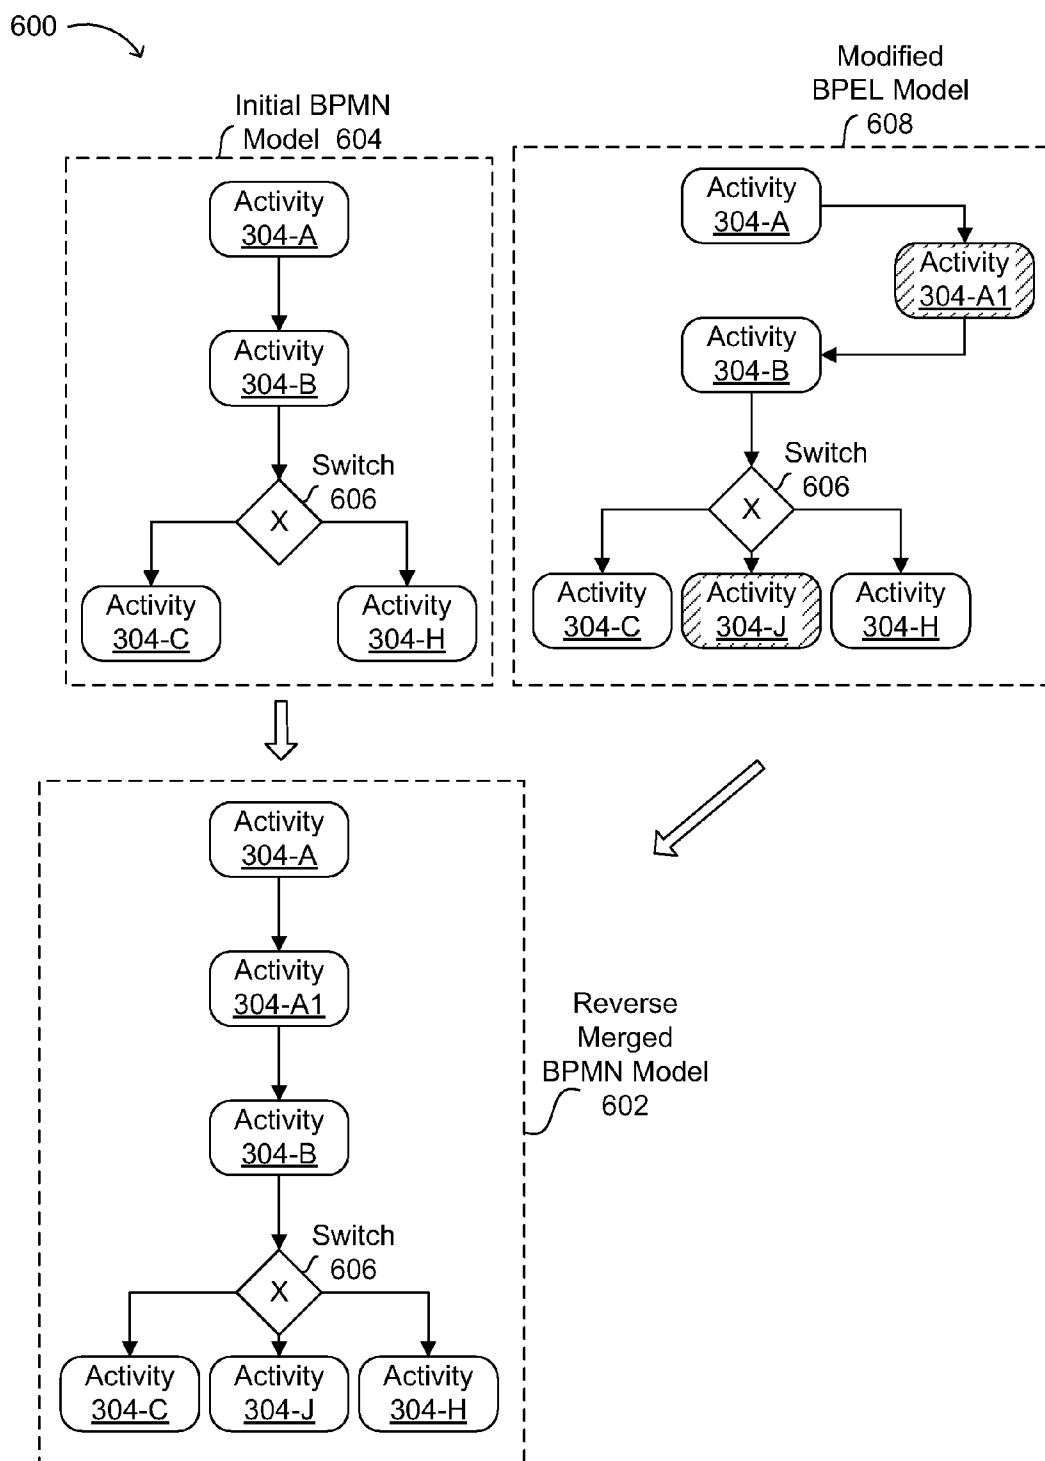 600
Initial BPMN
Model 604
Activity
304-A
Activity
304-B
Switch
606
X
Activity
304-C
Activity
304-H
Modified
BPEL Model
608
Activity
304-A
Activity
304-A1
Activity
304-B
Switch
606
X
Activity
304-C
Activity
304-J
Activity
304-H
Activity
304-A
Activity
304-A1
Activity
304-B
Switch
606
X
Activity
304-C
Activity
304-J
Activity
304-H
Reverse
Merged
BPMN Model
602